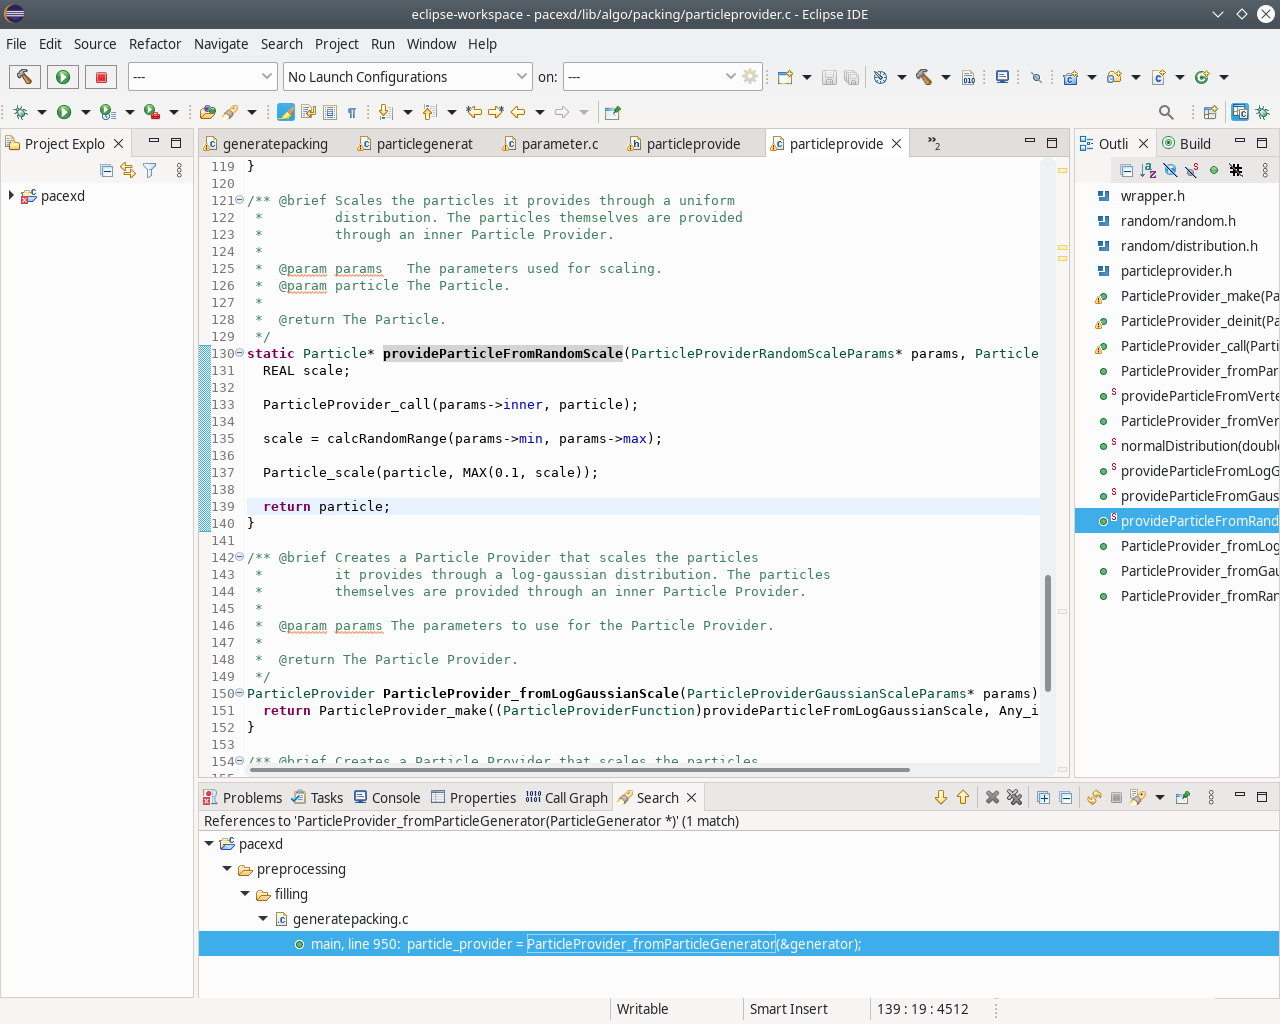 eclipse-workspace - pacexd/lib/algo/packing/particleprovider.c - Eclipse IDE
File Edit Source Refactor Navigate Search Project Run Window Help
--- No Launch Configurations on: ---
Project Explo
pacexd
generatepacking particlegenerat parameter.c particleprovide particleprovide »2
119 }
120
121 /** @brief Scales the particles it provides through a uniform
122 * distribution. The particles themselves are provided
123 * through an inner Particle Provider.
124 *
125 * @param params The parameters used for scaling.
126 * @param particle The Particle.
127 *
128 * @return The Particle.
129 */
130 static Particle* provideParticleFromRandomScale(ParticleProviderRandomScaleParams* params, Particle
131 REAL scale;
132
133 ParticleProvider_call(params->inner, particle);
134
135 scale = calcRandomRange(params->min, params->max);
136
137 Particle_scale(particle, MAX(0.1, scale));
138
139 return particle;
140 }
141
142 /** @brief Creates a Particle Provider that scales the particles
143 * it provides through a log-gaussian distribution. The particles
144 * themselves are provided through an inner Particle Provider.
145 *
146 * @param params The parameters to use for the Particle Provider.
147 *
148 * @return The Particle Provider.
149 */
150 ParticleProvider ParticleProvider_fromLogGaussianScale(ParticleProviderGaussianScaleParams* params)
151 return ParticleProvider_make((ParticleProviderFunction)provideParticleFromLogGaussianScale, Any_i
152 }
153
154 /** @brief Creates a Particle Provider that scales the particles
155
Outli Build
wrapper.h
random/random.h
random/distribution.h
particleprovider.h
ParticleProvider_make(Pa
ParticleProvider_deinit(Pa
ParticleProvider_call(Parti
ParticleProvider_fromPar
provideParticleFromVerte
ParticleProvider_fromVer
normalDistribution(doubl
provideParticleFromLogG
provideParticleFromGaus
provideParticleFromRand
ParticleProvider_fromLog
ParticleProvider_fromGau
ParticleProvider_fromRan
Problems Tasks Console Properties Call Graph Search
References to 'ParticleProvider_fromParticleGenerator(ParticleGenerator *)' (1 match)
pacexd
preprocessing
filling
generatepacking.c
main, line 950: particle_provider = ParticleProvider_fromParticleGenerator(&generator);
Writable Smart Insert 139 : 19 : 4512